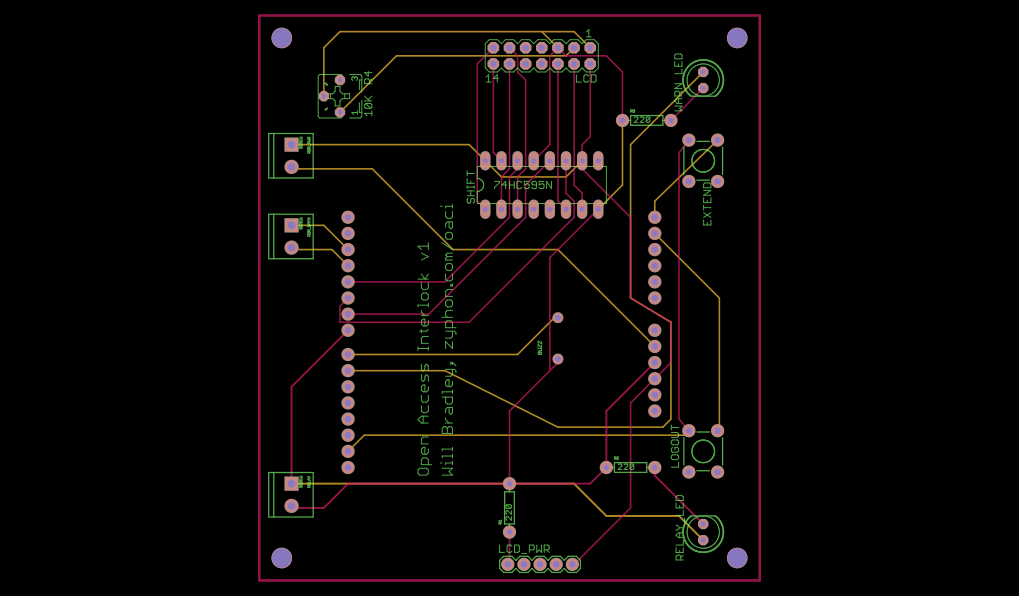 1
14
LCD
3
R4
10K
1
WARN_LED
220
SHIFT
74HC595N
EXTEND
Open Access Interlock v1
Will Bradley, zyphon.com oaci
BUZZ
LOGOUT
220
220
RELAY_LED
LCD_PWR